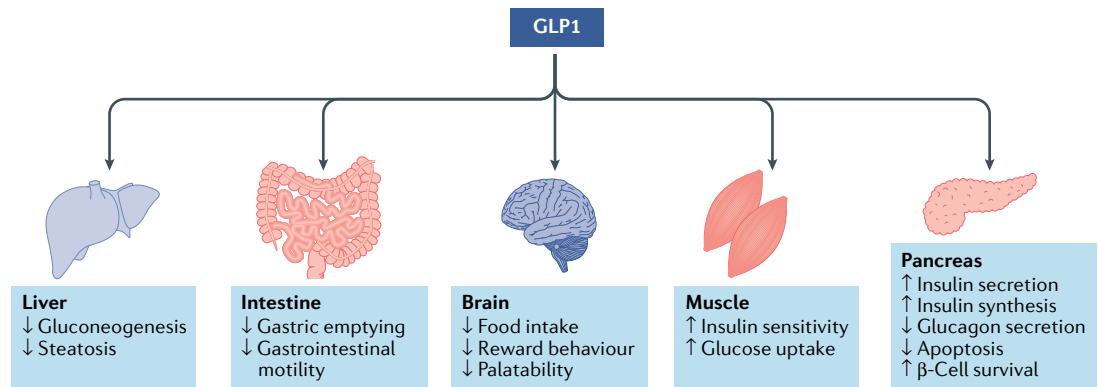 GLP1
Liver
↓ Gluconeogenesis
↓ Steatosis
Intestine
↓ Gastric emptying
↓ Gastrointestinal
motility
Brain
↓ Food intake
↓ Reward behaviour
↓ Palatability
Muscle
↑ Insulin sensitivity
↑ Glucose uptake
Pancreas
↑ Insulin secretion
↑ Insulin synthesis
↓ Glucagon secretion
↓ Apoptosis
↑ β-Cell survival